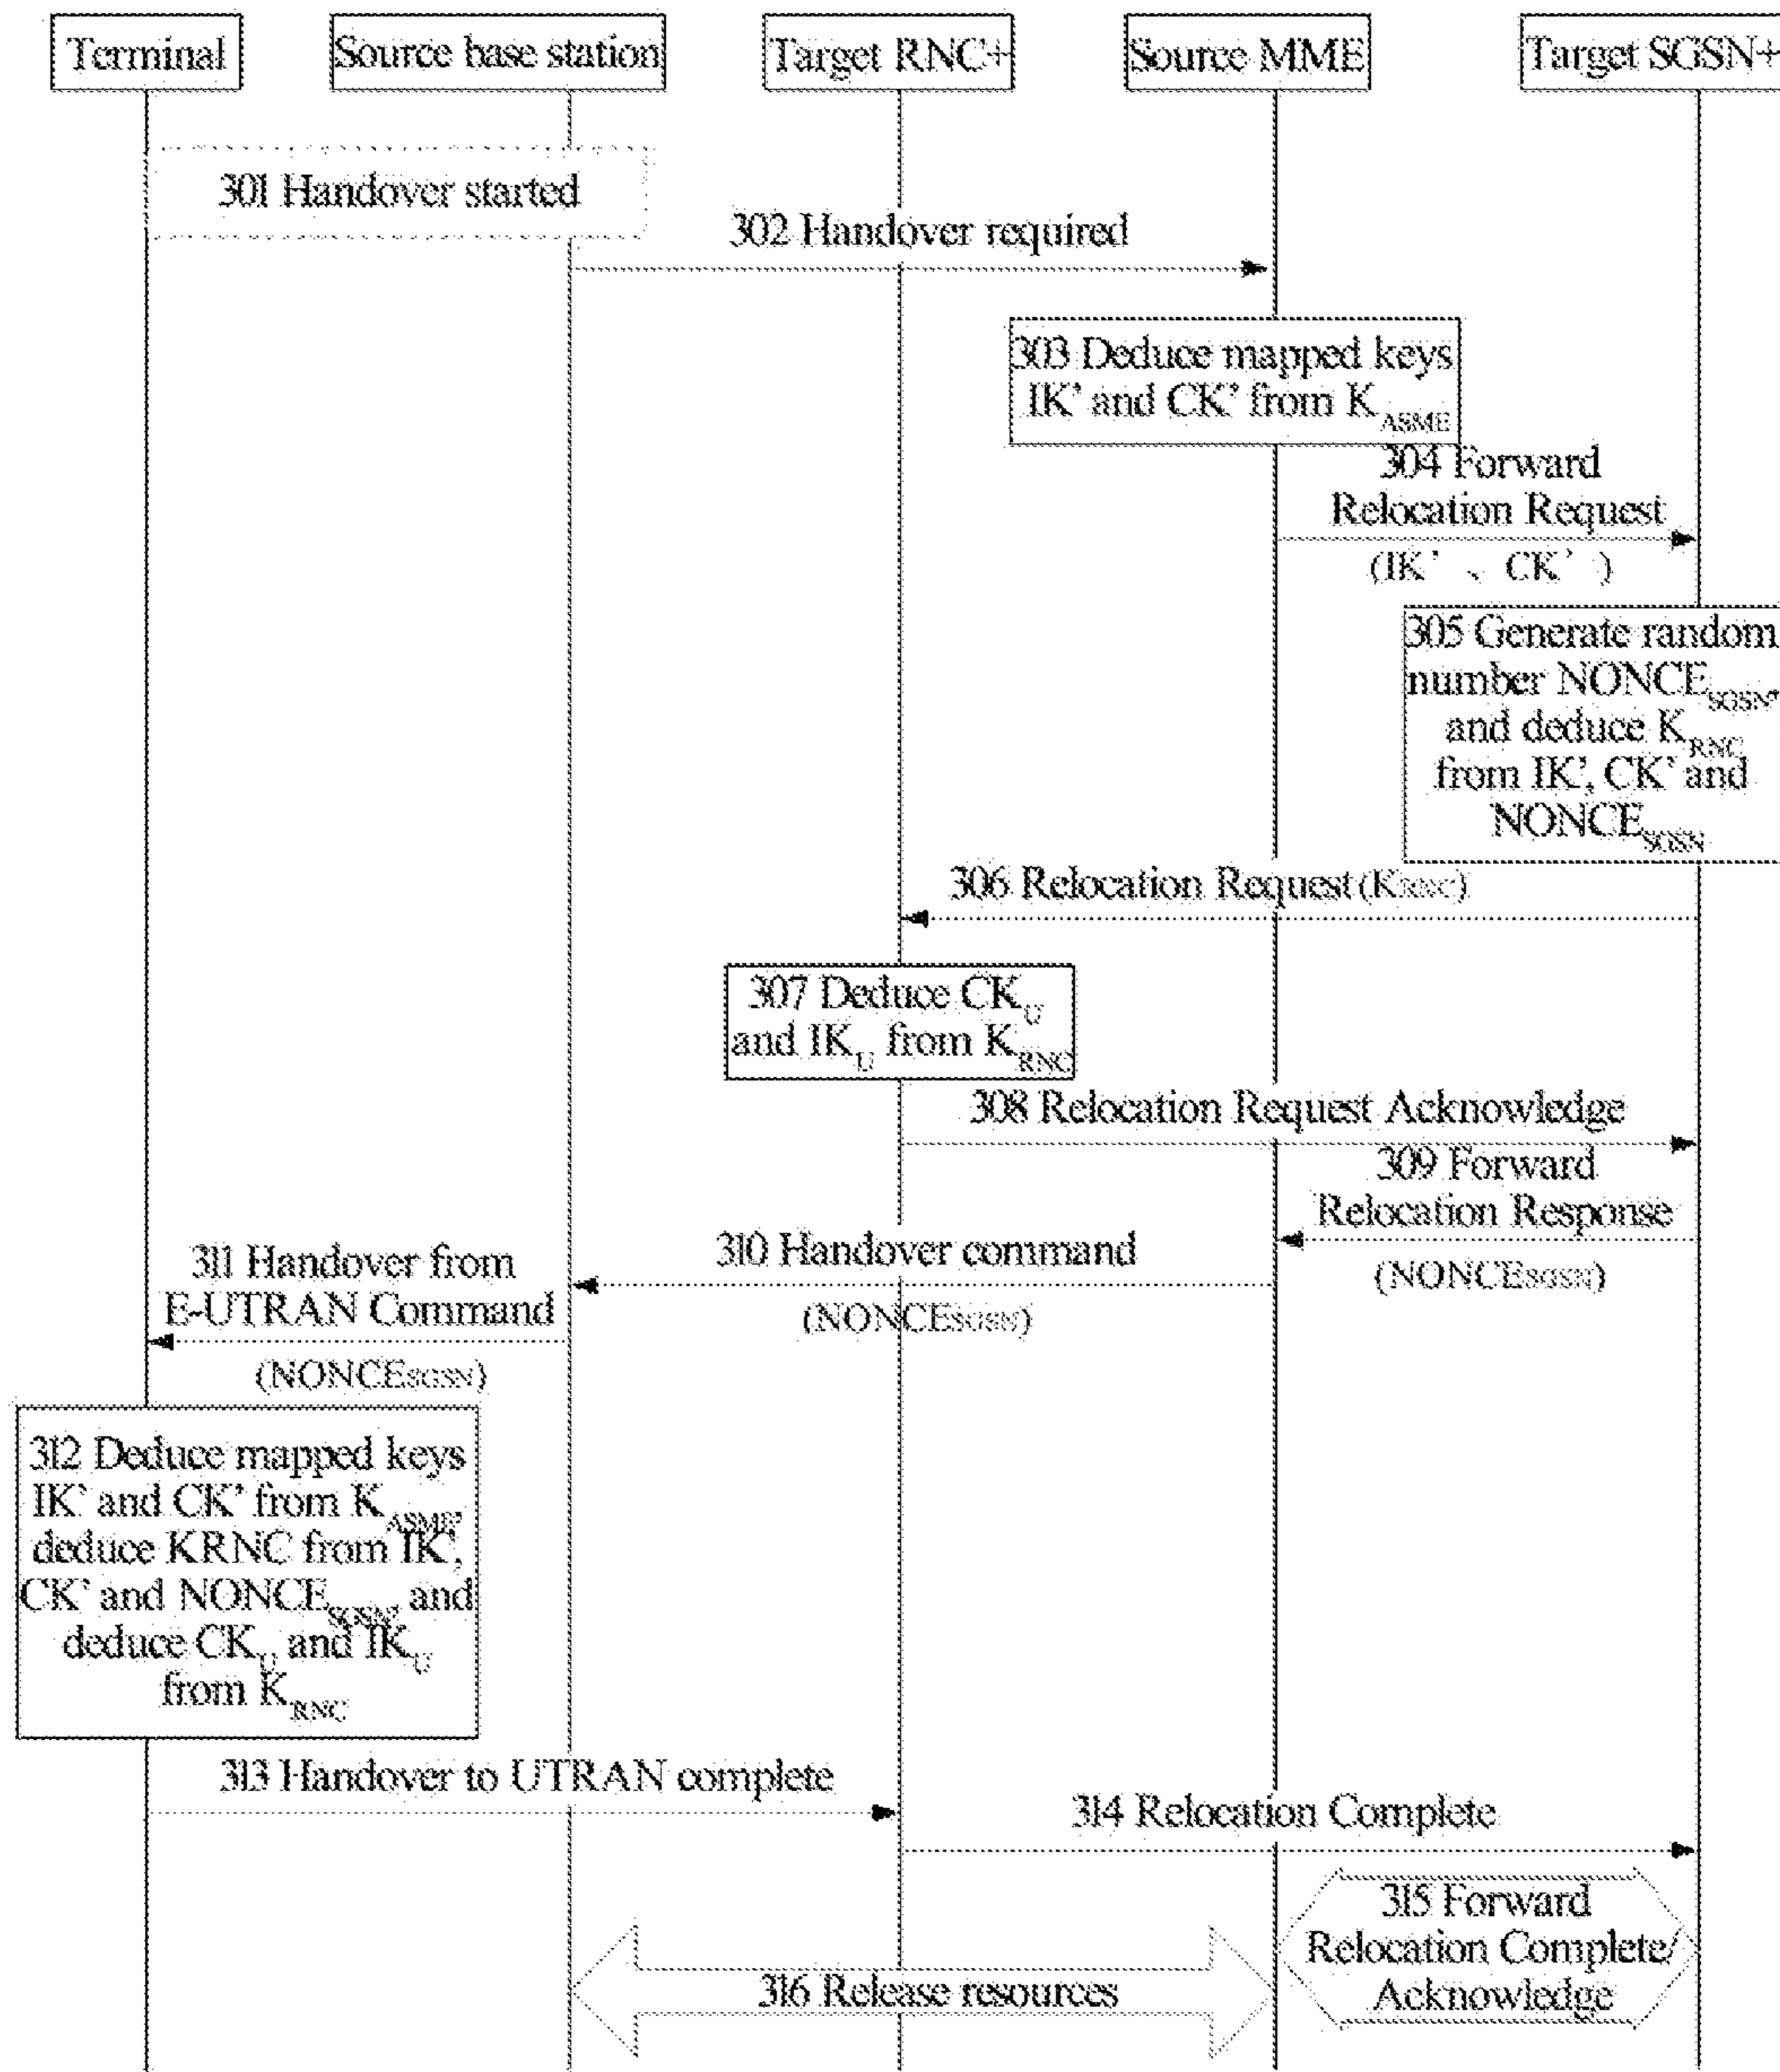 Terminal
Source base station
Target RNC+
Source MME
Target SGSN+
301 Handover started
302 Handover required
303 Deduce mapped keys
IK' and CK' from K_ASME
304 Forward
Relocation Request
(IK' 、 CK' )
305 Generate random
number NONCE_SGSN,
and deduce K_RNC
from IK', CK' and
NONCE_SGSN
306 Relocation Request(K_RNC)
307 Deduce CK_U
and IK_U from K_RNC
308 Relocation Request Acknowledge
309 Forward
Relocation Response
(NONCE_SGSN)
310 Handover command
(NONCE_SGSN)
311 Handover from
E-UTRAN Command
(NONCE_SGSN)
312 Deduce mapped keys
IK' and CK' from K_ASME,
deduce KRNC from IK',
CK' and NONCE_SGSN, and
deduce CK_U and IK_U
from K_RNC
313 Handover to UTRAN complete
314 Relocation Complete
315 Forward
Relocation Complete/
Acknowledge
316 Release resources